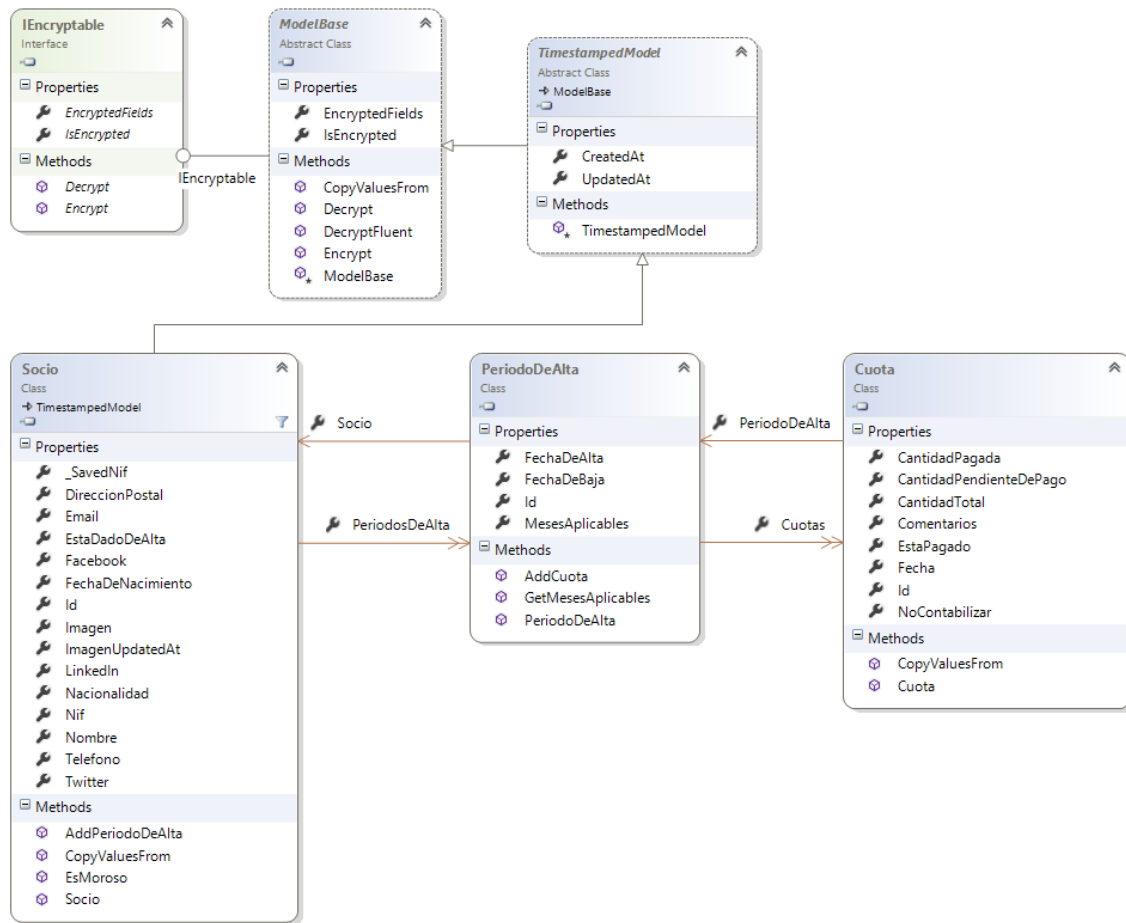 IEncryptable
Interface
Properties
EncryptedFields
IsEncrypted
Methods
Decrypt
Encrypt
IEncryptable
ModelBase
Abstract Class
Properties
EncryptedFields
IsEncrypted
Methods
CopyValuesFrom
Decrypt
DecryptFluent
Encrypt
ModelBase
TimestampedModel
Abstract Class
ModelBase
Properties
CreatedAt
UpdatedAt
Methods
TimestampedModel
Socio
Class
TimestampedModel
Properties
_SavedNif
DireccionPostal
Email
EstaDadoDeAlta
Facebook
FechaDeNacimiento
Id
Imagen
ImagenUpdatedAt
LinkedIn
Nacionalidad
Nif
Nombre
Telefono
Twitter
Methods
AddPeriodoDeAlta
CopyValuesFrom
EsMoroso
Socio
Socio
PeriodosDeAlta
PeriodoDeAlta
Class
Properties
FechaDeAlta
FechaDeBaja
Id
MesesAplicables
Methods
AddCuota
GetMesesAplicables
PeriodoDeAlta
PeriodoDeAlta
Cuotas
Cuota
Class
Properties
CantidadPagada
CantidadPendienteDePago
CantidadTotal
Comentarios
EstaPagado
Fecha
Id
NoContabilizar
Methods
CopyValuesFrom
Cuota